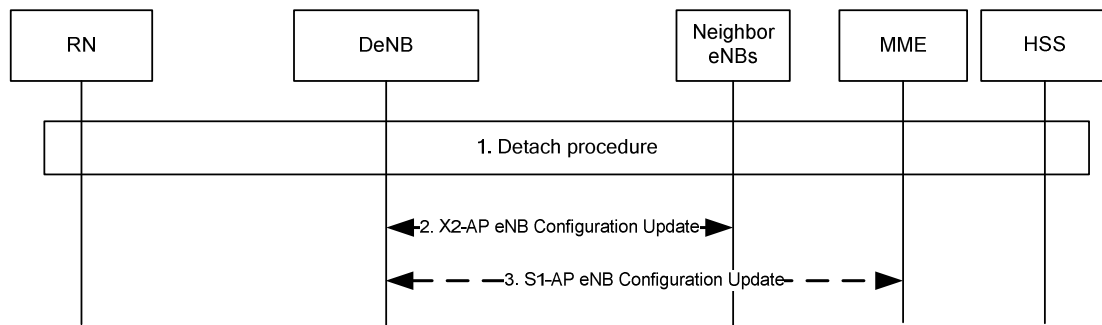 RN
DeNB
Neighbor
eNBs
MME
HSS
1. Detach procedure
2. X2-AP eNB Configuration Update
3. S1-AP eNB Configuration Update